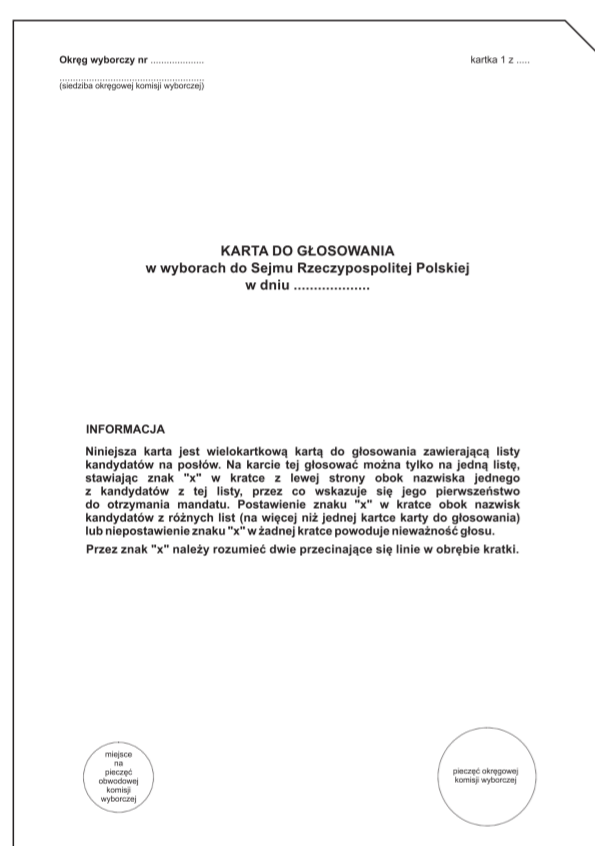 Okręg wyborczy nr ....................
kartka 1 z .....
......................................................
(siedziba okręgowej komisji wyborczej)
KARTA DO GŁOSOWANIA
w wyborach do Sejmu Rzeczypospolitej Polskiej
w dniu ...................
INFORMACJA
Niniejsza karta jest wielokartkową kartą do głosowania zawierającą listy
kandydatów na posłów. Na karcie tej głosować można tylko na jedną listę,
stawiając znak "x" w kratce z lewej strony obok nazwiska jednego
z kandydatów z tej listy, przez co wskazuje się jego pierwszeństwo
do otrzymania mandatu. Postawienie znaku "x" w kratce obok nazwisk
kandydatów z różnych list (na więcej niż jednej kartce karty do głosowania)
lub niepostawienie znaku "x" w żadnej kratce powoduje nieważność głosu.
Przez znak "x" należy rozumieć dwie przecinające się linie w obrębie kratki.
miejsce
na
pieczęć
obwodowej
komisji
wyborczej
pieczęć okręgowej
komisji wyborczej